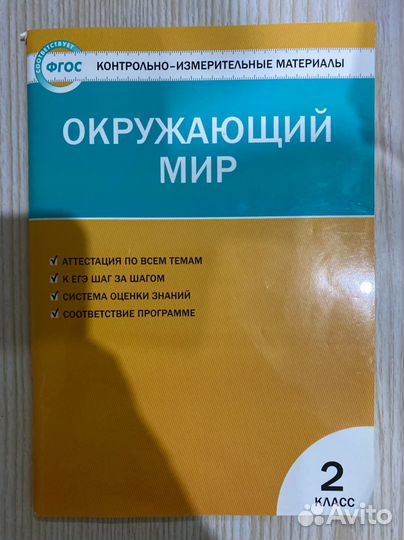 СООТВЕТСТВУЕТ
ФГОС
КОНТРОЛЬНО-ИЗМЕРИТЕЛЬНЫЕ МАТЕРИАЛЫ
ОКРУЖАЮЩИЙ
МИР
✓ АТТЕСТАЦИЯ ПО ВСЕМ ТЕМАМ
✓ К ЕГЭ ШАГ ЗА ШАГОМ
✓ СИСТЕМА ОЦЕНКИ ЗНАНИЙ
✓ СООТВЕТСТВИЕ ПРОГРАММЕ
2
КЛАСС
Avito